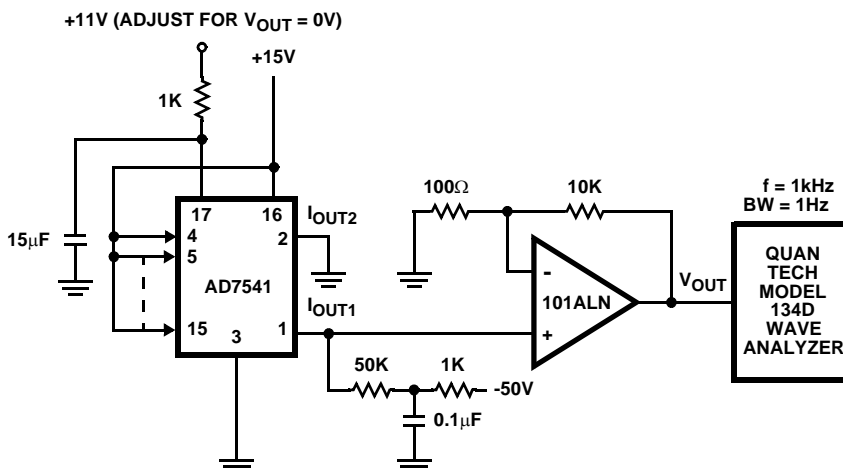 +11V (ADJUST FOR VOUT = 0V)
+15V
1K
15μF
17
16
4
5
15
AD7541
2
1
3
IOUT2
IOUT1
50K
1K
-50V
0.1μF
100Ω
10K
-
+
101ALN
VOUT
f = 1kHz
BW = 1Hz
QUAN
TECH
MODEL
134D
WAVE
ANALYZER